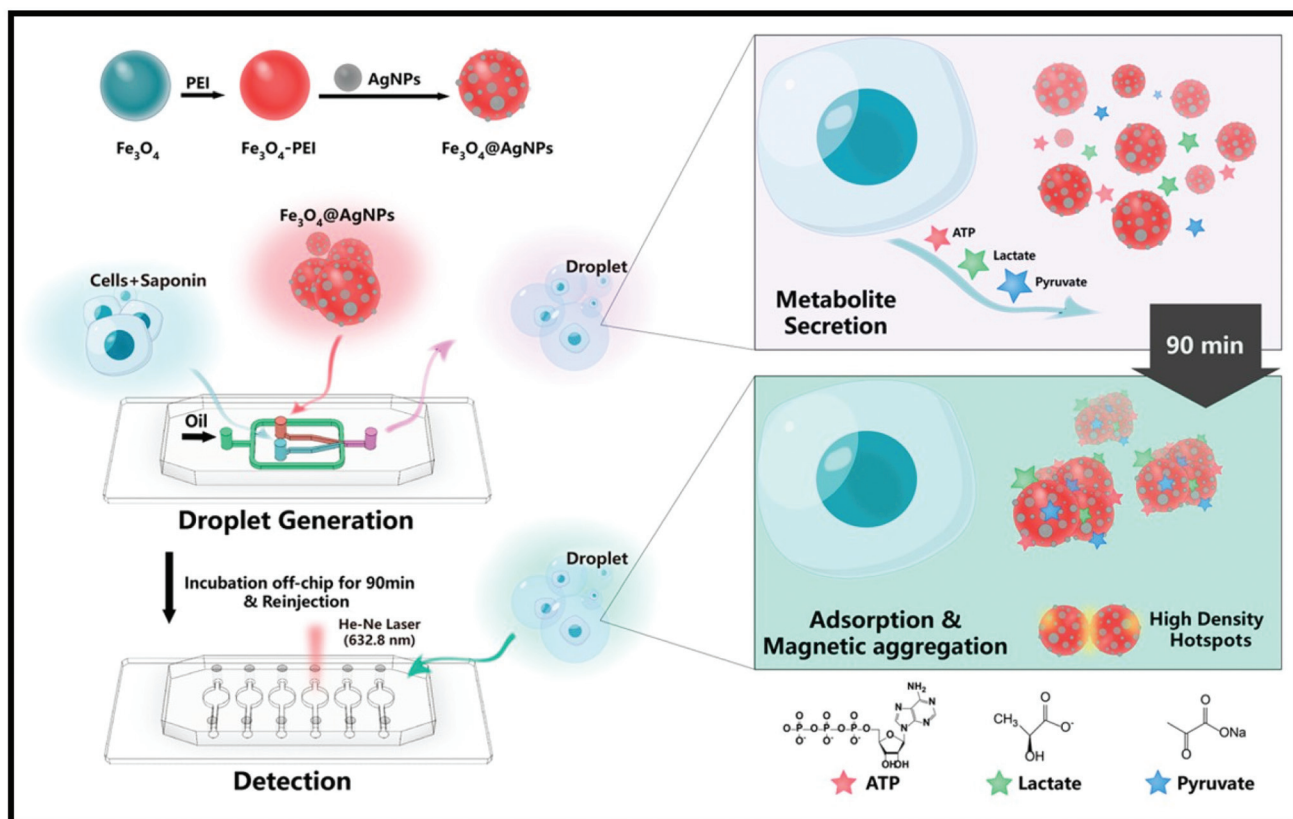 PEI
AgNPs
Fe₃O₄
Fe₃O₄-PEI
Fe₃O₄@AgNPs
Fe₃O₄@AgNPs
Cells+Saponin
Droplet
Oil
Droplet Generation
Incubation off-chip for 90min
& Reinjection
He-Ne Laser
(632.8 nm)
Droplet
Detection
ATP
Lactate
Pyruvate
Metabolite
Secretion
90 min
Adsorption &
Magnetic aggregation
High Density
Hotspots
NH₂
N
N
N
N
O O O
HO-P-O-P-O-P-O
O⁻ O⁻ O⁻
O
OHOH
ATP
O
CH₃
O⁻
OH
Lactate
O
ONa
O
Pyruvate